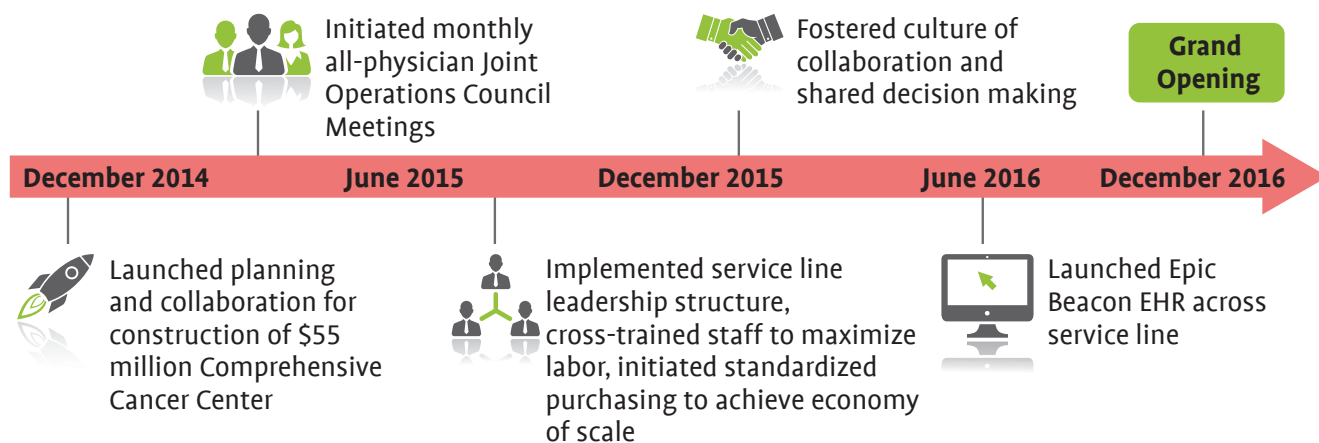 Initiated monthly
all-physician Joint
Operations Council
Meetings
Fostered culture of
collaboration and
shared decision making
Grand
Opening
December 2014
June 2015
December 2015
June 2016
December 2016
Launched planning
and collaboration for
construction of $55
million Comprehensive
Cancer Center
Implemented service line
leadership structure,
cross-trained staff to maximize
labor, initiated standardized
purchasing to achieve economy
of scale
Launched Epic
Beacon EHR across
service line